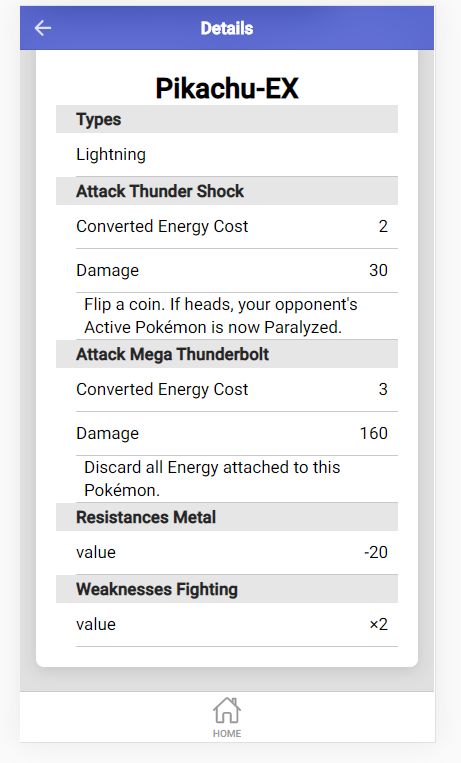 Details
Pikachu-EX
Types
Lightning
Attack Thunder Shock
Converted Energy Cost 2
Damage 30
Flip a coin. If heads, your opponent's
Active Pokémon is now Paralyzed.
Attack Mega Thunderbolt
Converted Energy Cost 3
Damage 160
Discard all Energy attached to this
Pokémon.
Resistances Metal
value -20
Weaknesses Fighting
value ×2
HOME